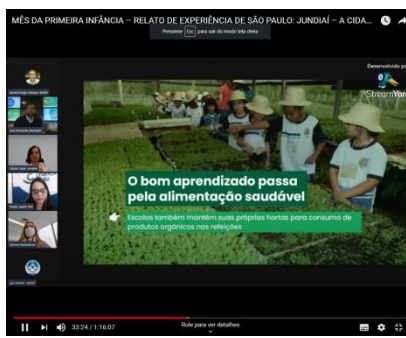 MÊS DA PRIMEIRA INFÂNCIA – RELATO DE EXPERIÊNCIA DE SÃO PAULO: JUNDIAÍ – A CIDA...
Pressione Esc para sair do modo tela cheia
Desenvolvido po
StreamYard
O bom aprendizado passa
pela alimentação saudável
Escolas também mantém suas próprias hortas para consumo de
produtos orgânicos nas refeições
33:24 / 1:16:07
Role para ver detalhes